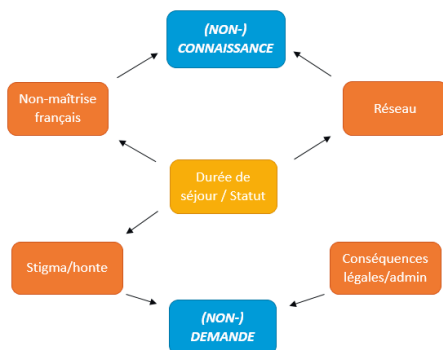 (NON-)
CONNAISSANCE
Non-maîtrise
français
Réseau
Durée de
séjour / Statut
Stigma/honte
Conséquences
légales/admin
(NON-)
DEMANDE